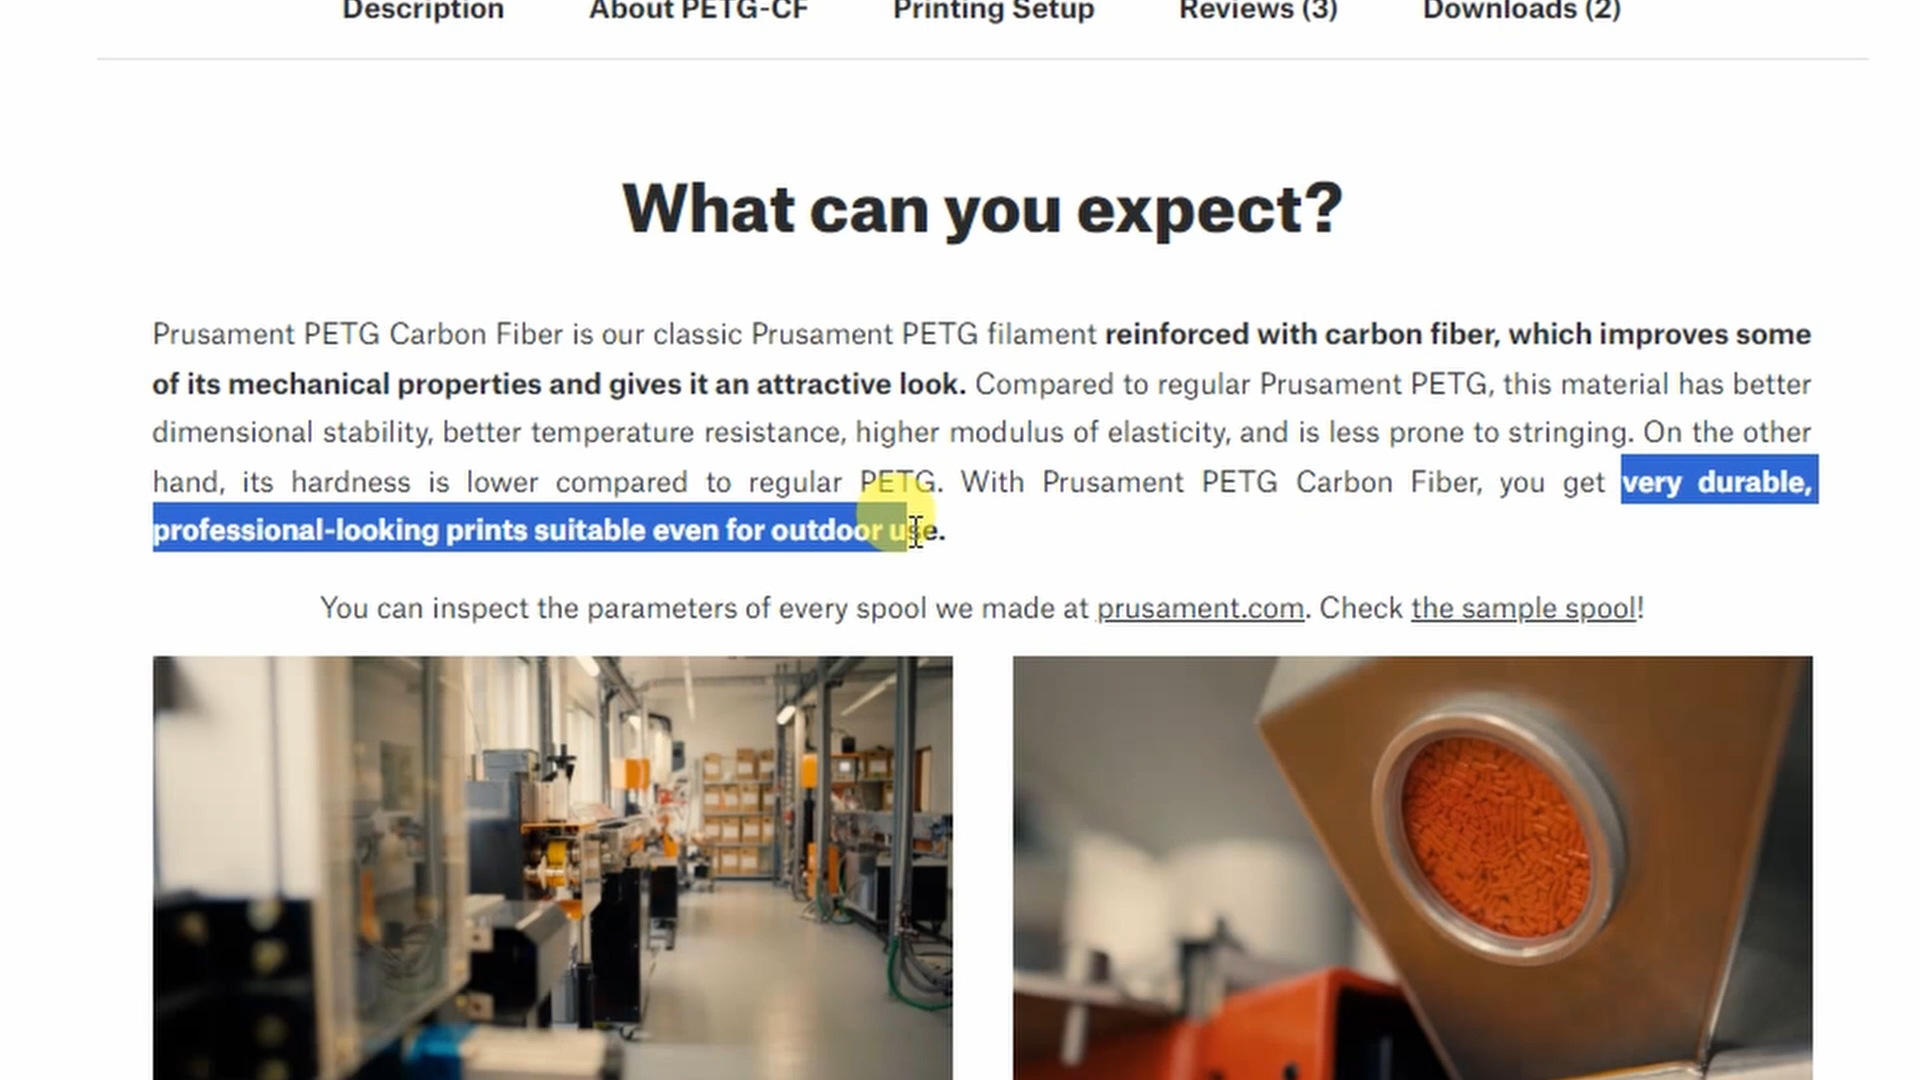 Description About PETG-CF Printing Setup Reviews (3) Downloads (2)
What can you expect?
Prusament PETG Carbon Fiber is our classic Prusament PETG filament reinforced with carbon fiber, which improves some
of its mechanical properties and gives it an attractive look. Compared to regular Prusament PETG, this material has better
dimensional stability, better temperature resistance, higher modulus of elasticity, and is less prone to stringing. On the other
hand, its hardness is lower compared to regular PETG. With Prusament PETG Carbon Fiber, you get very durable,
professional-looking prints suitable even for outdoor use.
You can inspect the parameters of every spool we made at prusament.com. Check the sample spool!